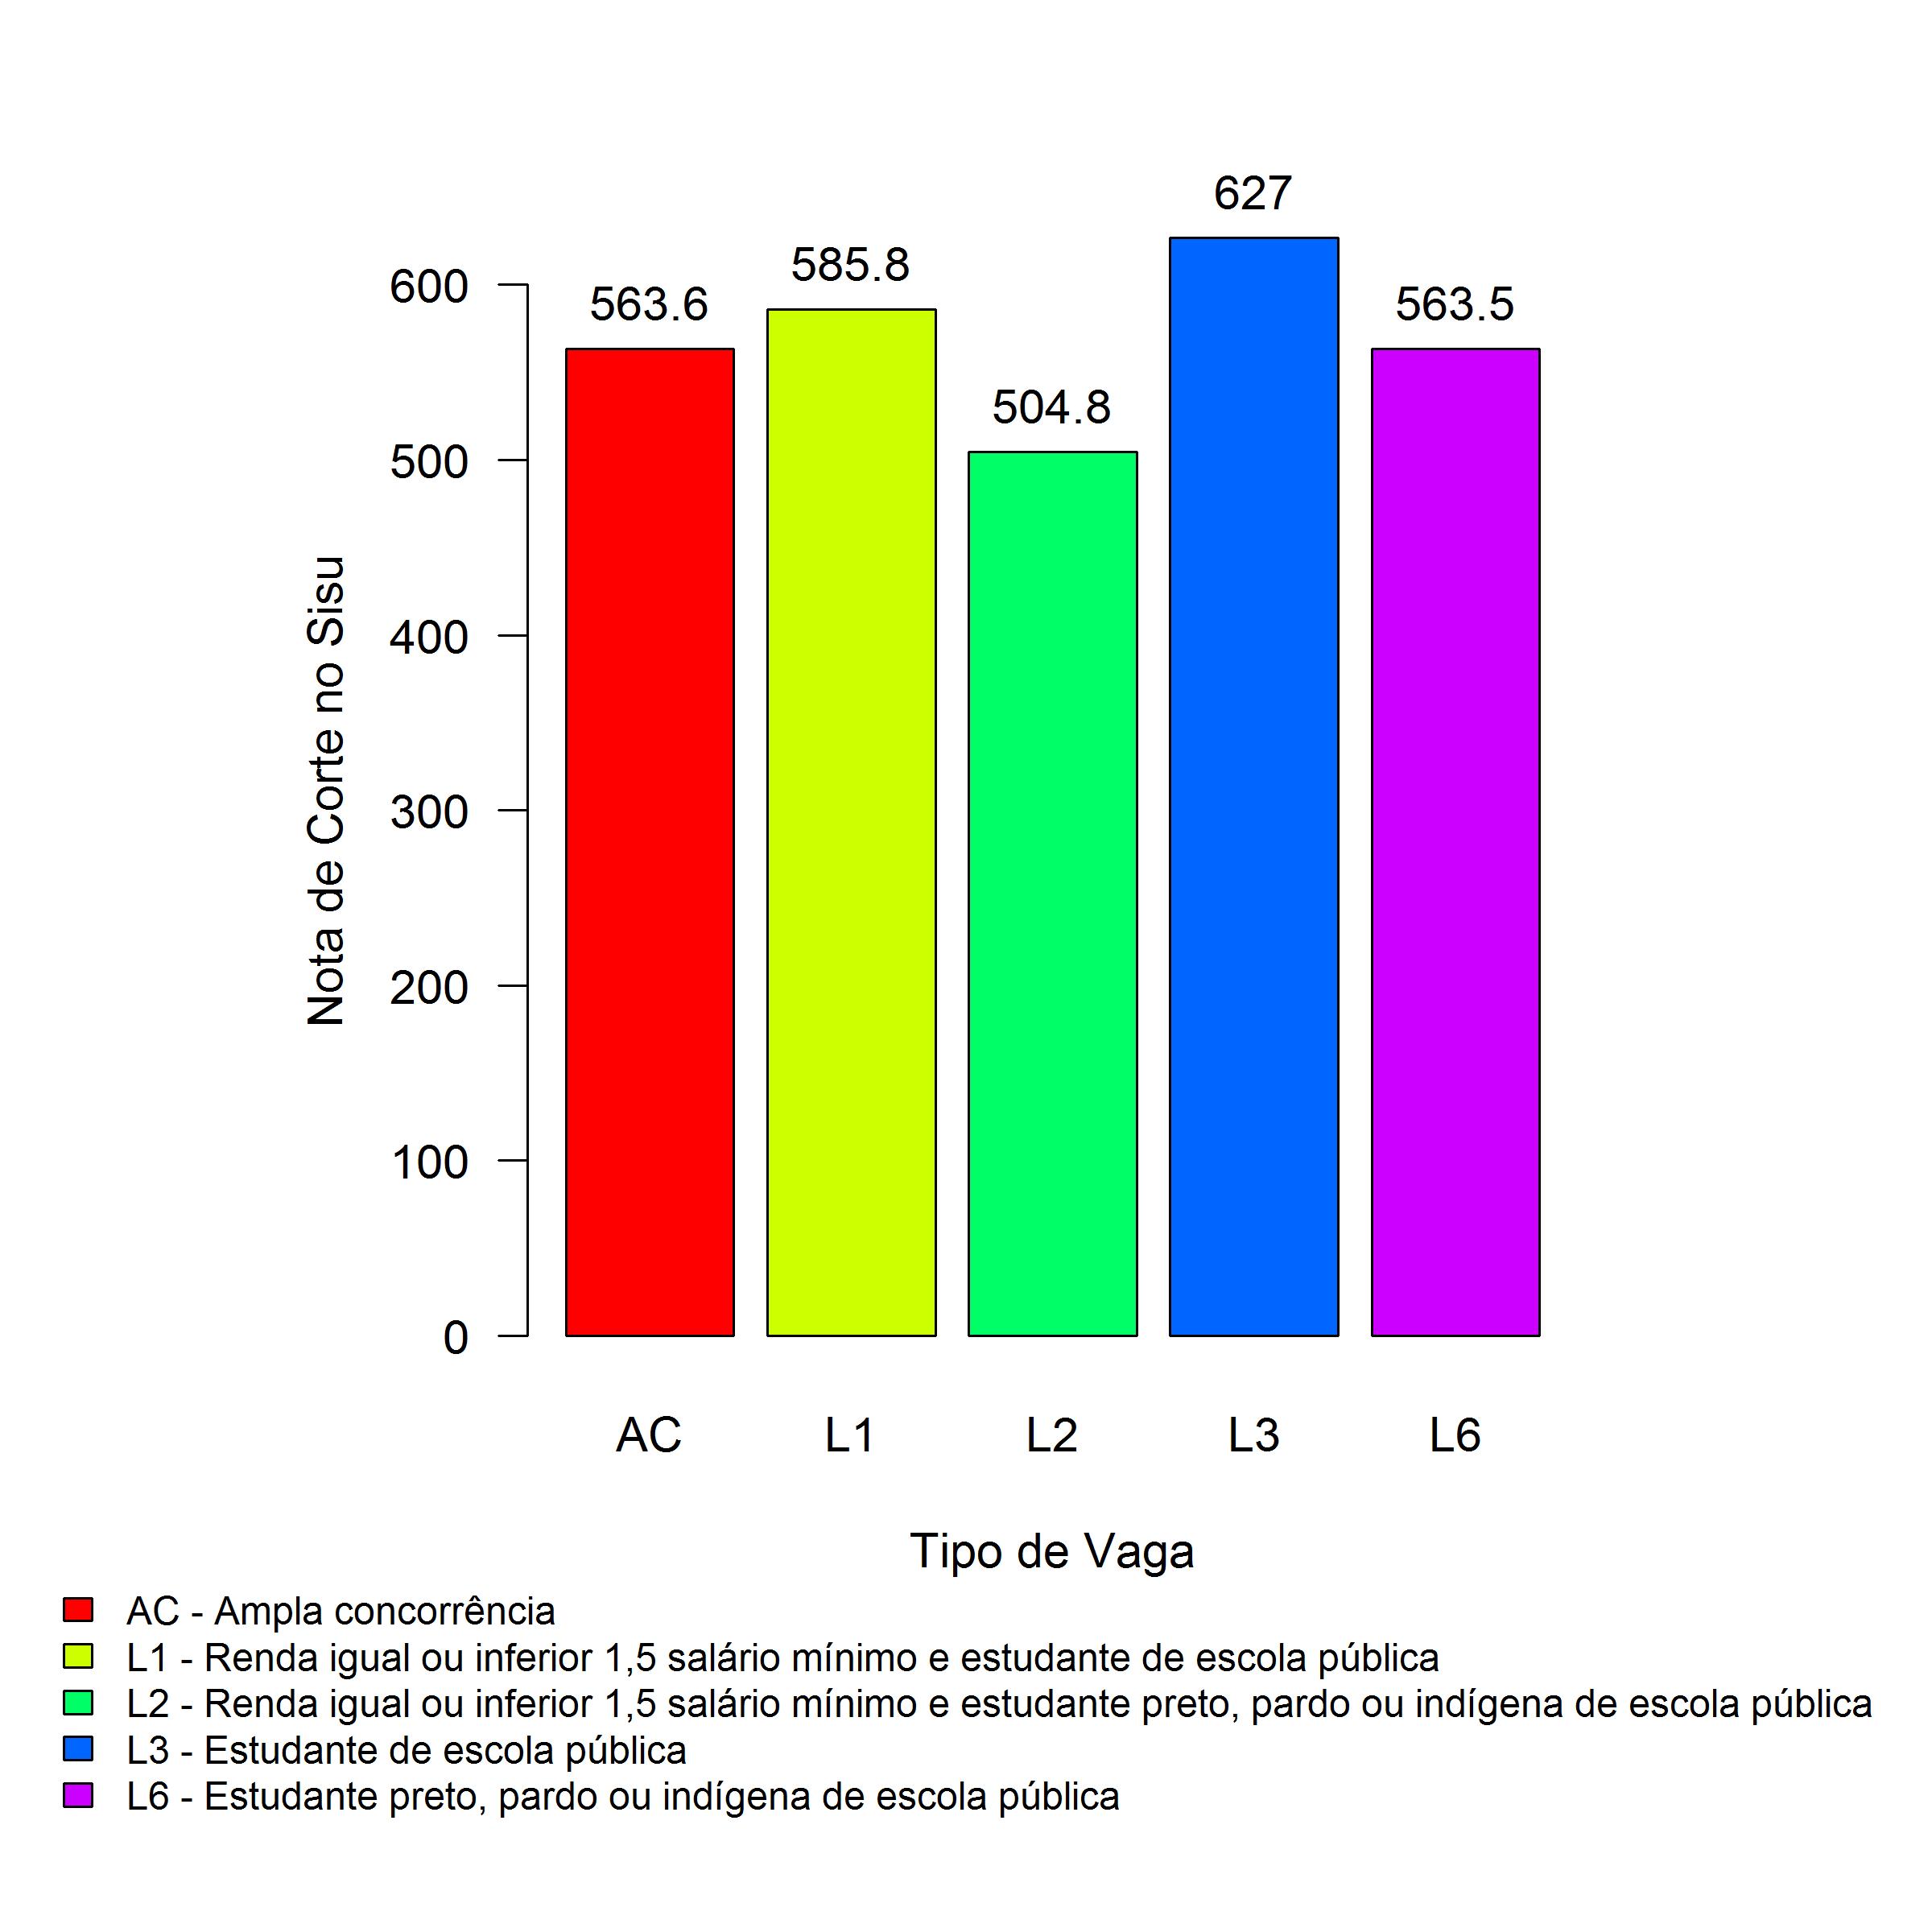 627
585.8
563.6
563.5
504.8
600
500
400
300
200
100
0
Nota de Corte no Sisu
AC L1 L2 L3 L6
Tipo de Vaga
AC - Ampla concorrência
L1 - Renda igual ou inferior 1,5 salário mínimo e estudante de escola pública
L2 - Renda igual ou inferior 1,5 salário mínimo e estudante preto, pardo ou indígena de escola pública
L3 - Estudante de escola pública
L6 - Estudante preto, pardo ou indígena de escola pública